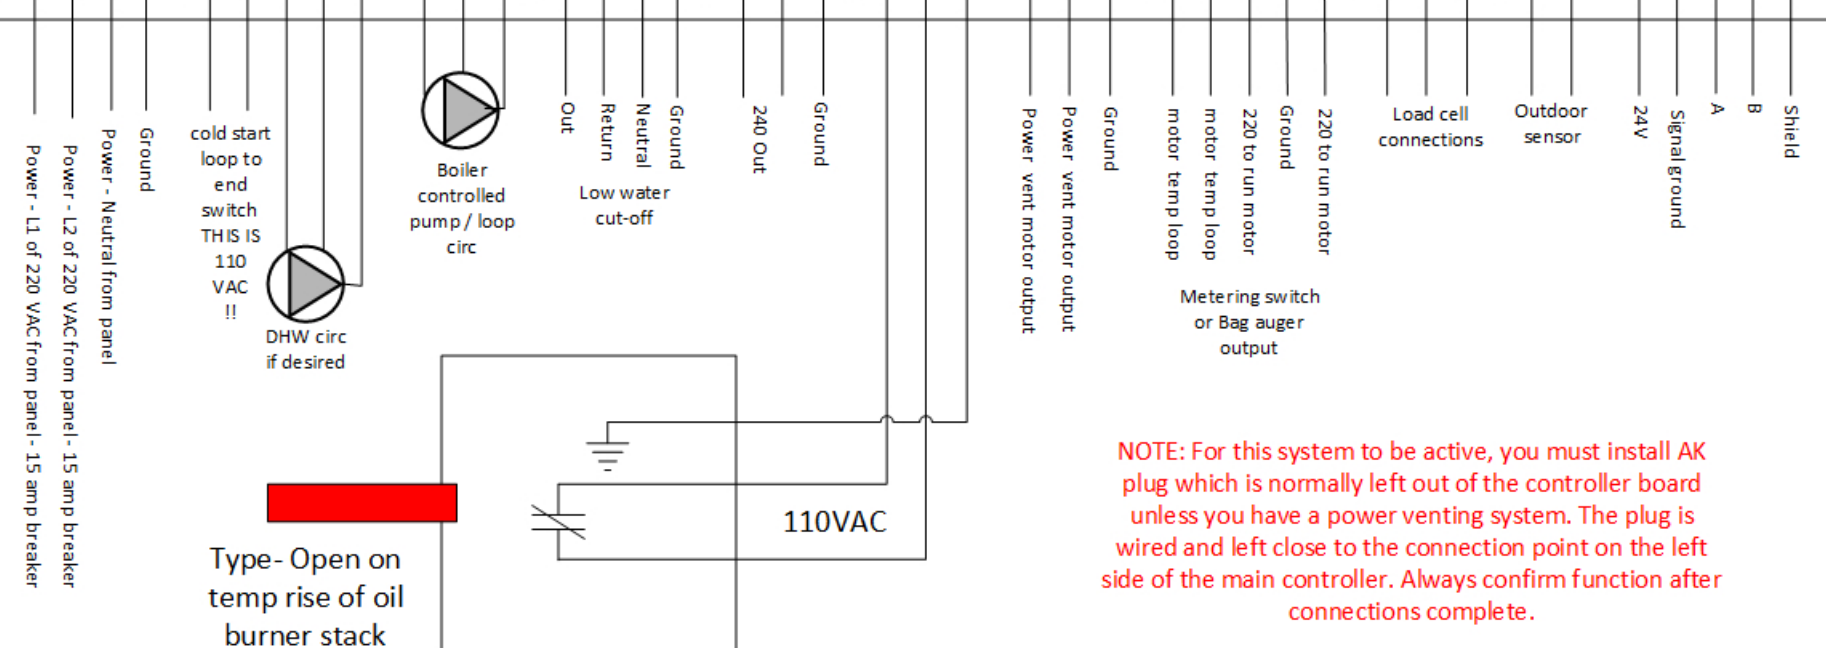 Power - L1 of 220 VAC from panel - 15 amp breaker
Power - L2 of 220 VAC from panel - 15 amp breaker
Power - Neutral from panel
Ground
cold start
loop to
end
switch
THIS IS
110
VAC
!!
DHW circ
if desired
Boiler
controlled
pump / loop
circ
Out
Return
Neutral
Ground
Low water
cut-off
240 Out
Ground
Power vent motor output
Power vent motor output
Ground
motor temp loop
motor temp loop
220 to run motor
Ground
220 to run motor
Metering switch
or Bag auger
output
Load cell
connections
Outdoor
sensor
24V
Signal ground
A
B
Shield
110VAC
Type- Open on
temp rise of oil
burner stack
NOTE: For this system to be active, you must install AK
plug which is normally left out of the controller board
unless you have a power venting system. The plug is
wired and left close to the connection point on the left
side of the main controller. Always confirm function after
connections complete.